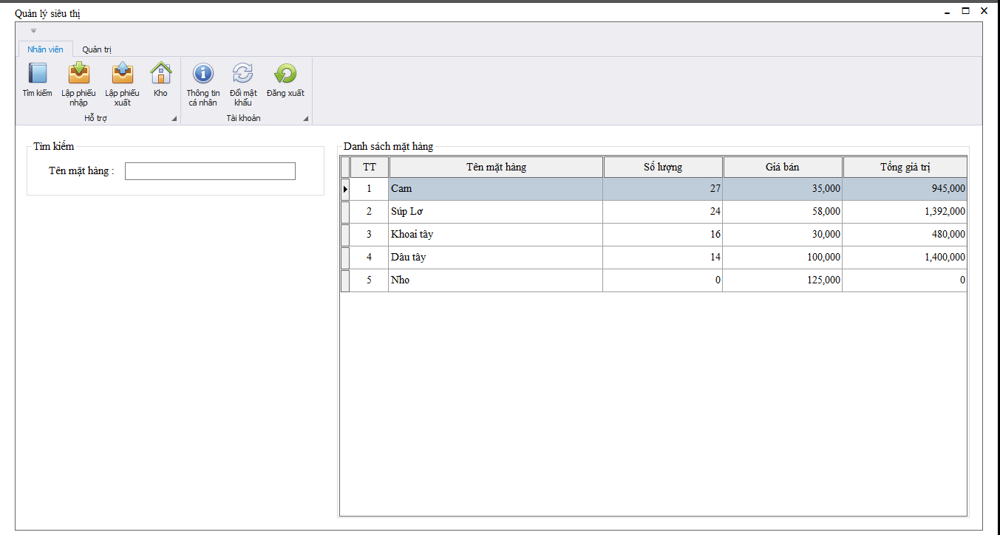 Quản lý siêu thị
Nhân viên Quản trị
Tìm kiếm Lập phiếu nhập Lập phiếu xuất Kho Thông tin cá nhân Đổi mật khẩu Đăng xuất
Hỗ trợ Tài khoản
Tìm kiếm
Tên mặt hàng :
Danh sách mặt hàng
TT Tên mặt hàng Số lượng Giá bán Tổng giá trị
1 Cam 27 35,000 945,000
2 Súp Lơ 24 58,000 1,392,000
3 Khoai tây 16 30,000 480,000
4 Dâu tây 14 100,000 1,400,000
5 Nho 0 125,000 0